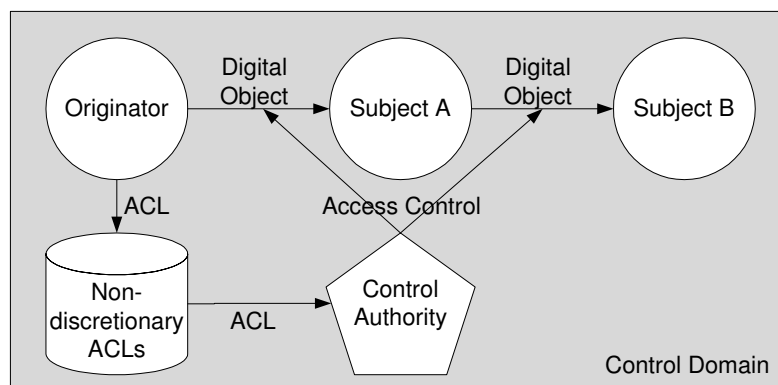 Digital
Object
Digital
Object
Originator
Subject A
Subject B
ACL
Access Control
Non-
discretionary
ACLs
ACL
Control
Authority
Control Domain